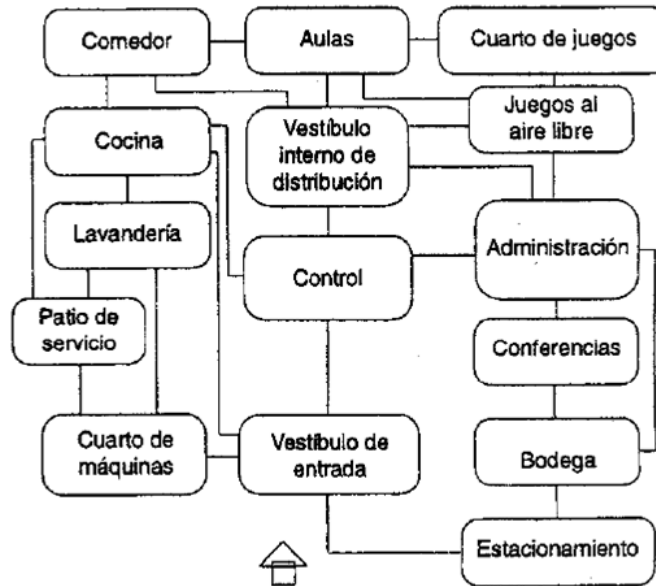 Comedor
Aulas
Cuarto de juegos
Juegos al
aire libre
Cocina
Vestíbulo
interno de
distribución
Lavandería
Administración
Control
Patio de
servicio
Conferencias
Cuarto de
máquinas
Vestíbulo de
entrada
Bodega
Estacionamiento